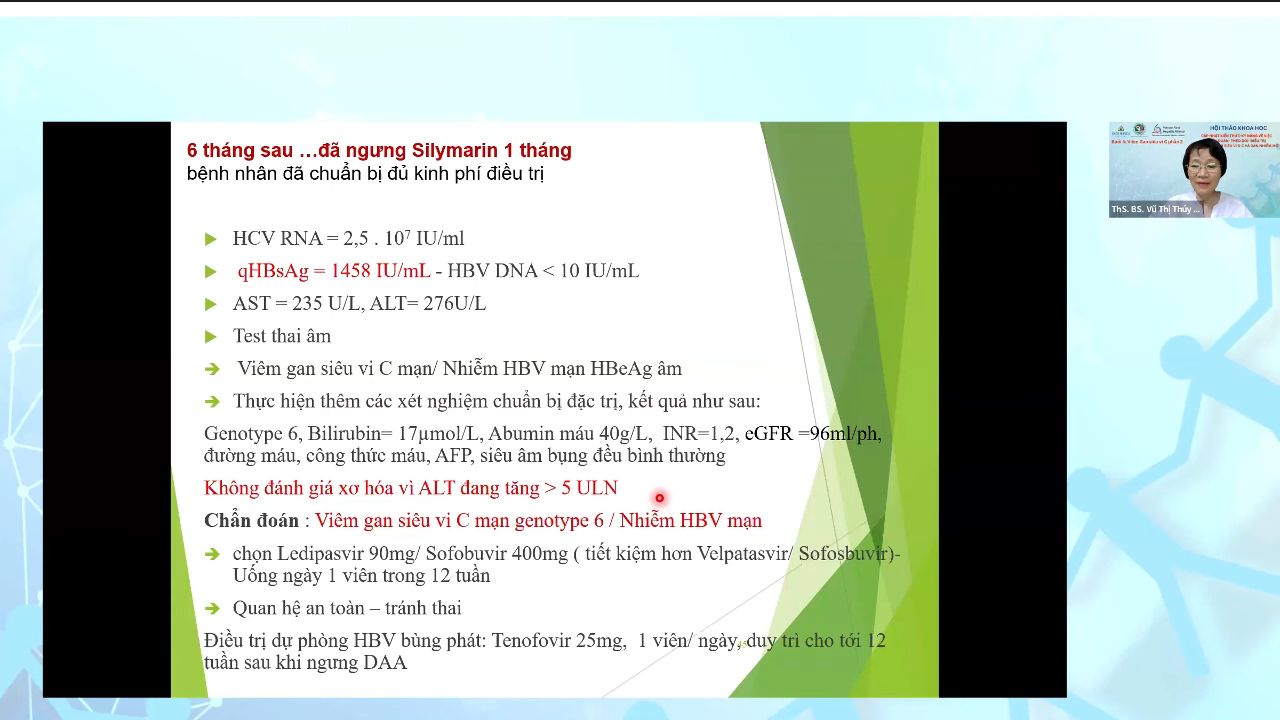 6 tháng sau …đã ngưng Silymarin 1 tháng
bệnh nhân đã chuẩn bị đủ kinh phí điều trị
HCV RNA = 2,5 . 10⁷ IU/ml
qHBsAg = 1458 IU/mL - HBV DNA < 10 IU/mL
AST = 235 U/L, ALT= 276U/L
Test thai âm
Viêm gan siêu vi C mạn/ Nhiễm HBV mạn HBeAg âm
Thực hiện thêm các xét nghiệm chuẩn bị đặc trị, kết quả như sau:
Genotype 6, Bilirubin= 17µmol/L, Abumin máu 40g/L, INR=1,2, eGFR =96ml/ph,
đường máu, công thức máu, AFP, siêu âm bụng đều bình thường
Không đánh giá xơ hóa vì ALT đang tăng > 5 ULN
Chẩn đoán : Viêm gan siêu vi C mạn genotype 6 / Nhiễm HBV mạn
chọn Ledipasvir 90mg/ Sofobuvir 400mg ( tiết kiệm hơn Velpatasvir/ Sofosbuvir)-
Uống ngày 1 viên trong 12 tuần
Quan hệ an toàn – tránh thai
Điều trị dự phòng HBV bùng phát: Tenofovir 25mg, 1 viên/ ngày, duy trì cho tới 12
tuần sau khi ngưng DAA
HỘI THẢO KHOA HỌC
ThS. BS. Vũ Thị Thúy ...